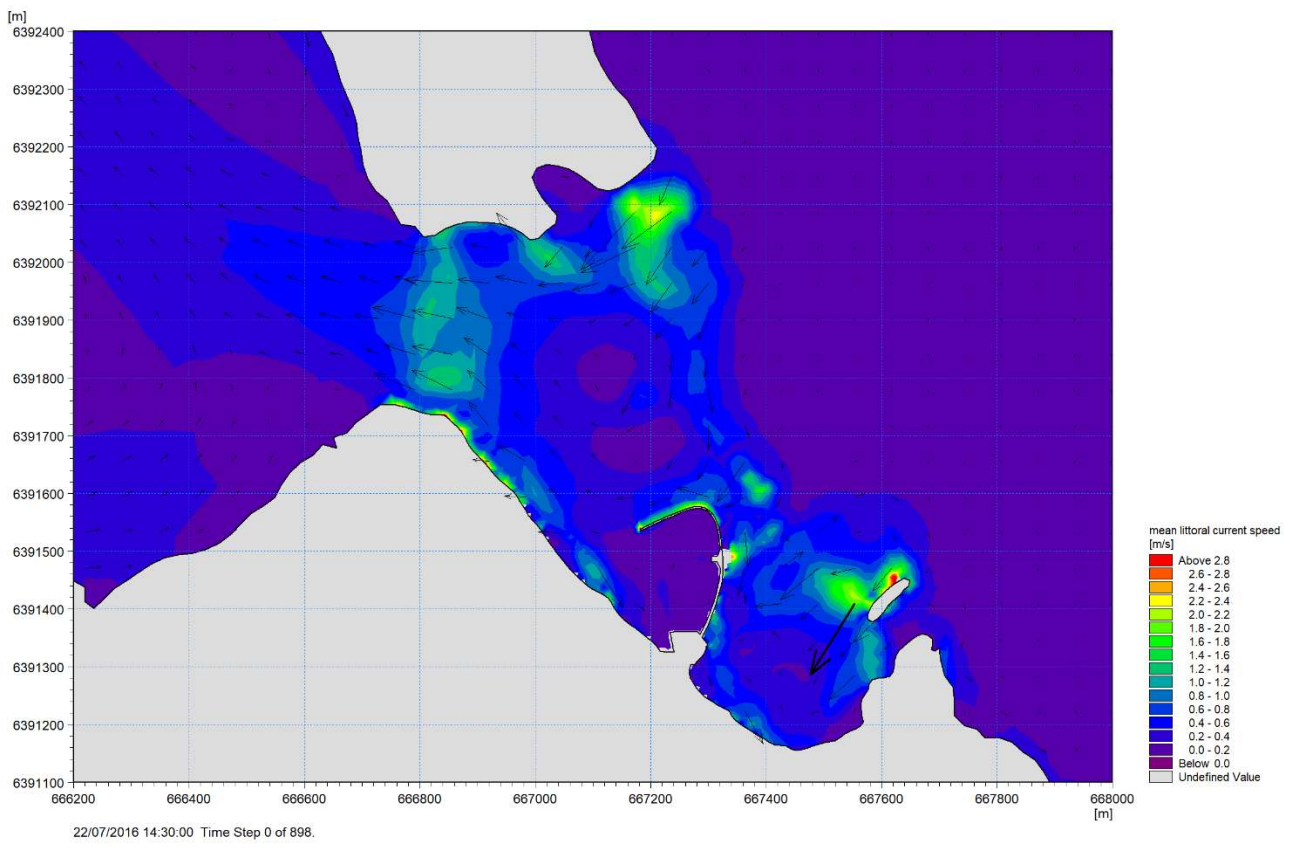 [m]
6392400
6392300
6392200
6392100
6392000
6391900
6391800
6391700
6391600
6391500
6391400
6391300
6391200
6391100
666200 666400 666600 666800 667000 667200 667400 667600 667800 668000
[m]
22/07/2016 14:30:00 Time Step 0 of 898.
mean littoral current speed
[m/s]
Above 2.8
2.6 - 2.8
2.4 - 2.6
2.2 - 2.4
2.0 - 2.2
1.8 - 2.0
1.6 - 1.8
1.4 - 1.6
1.2 - 1.4
1.0 - 1.2
0.8 - 1.0
0.6 - 0.8
0.4 - 0.6
0.2 - 0.4
0.0 - 0.2
Below 0.0
Undefined Value